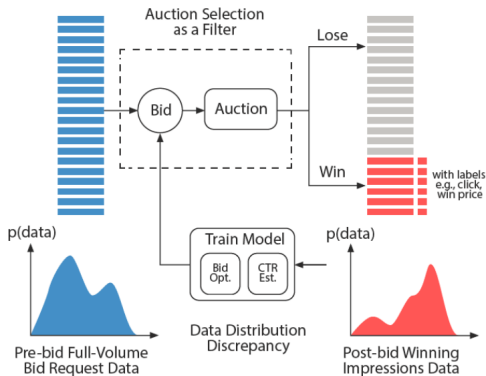 Auction Selection
as a Filter
Lose
Bid
Auction
Win
with labels
e.g., click,
win price
p(data)
p(data)
Train Model
Bid
Opt.
CTR
Est.
Data Distribution
Discrepancy
Pre-bid Full-Volume
Bid Request Data
Post-bid Winning
Impressions Data